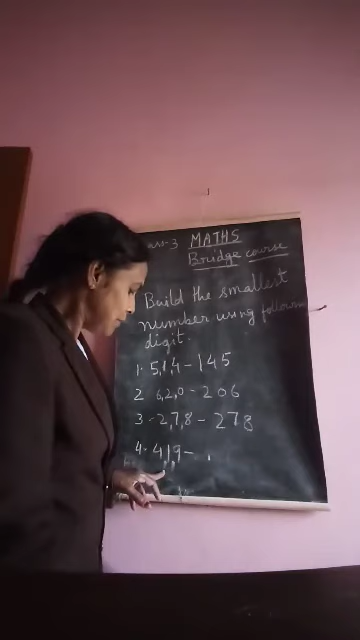 MATHS
Bridge course
Build the smallest
number using
digit.
1. 5,1,4 - 145
2 6,2,0 - 206
3 - 2,7,8 - 278
4. 4,1,9 -